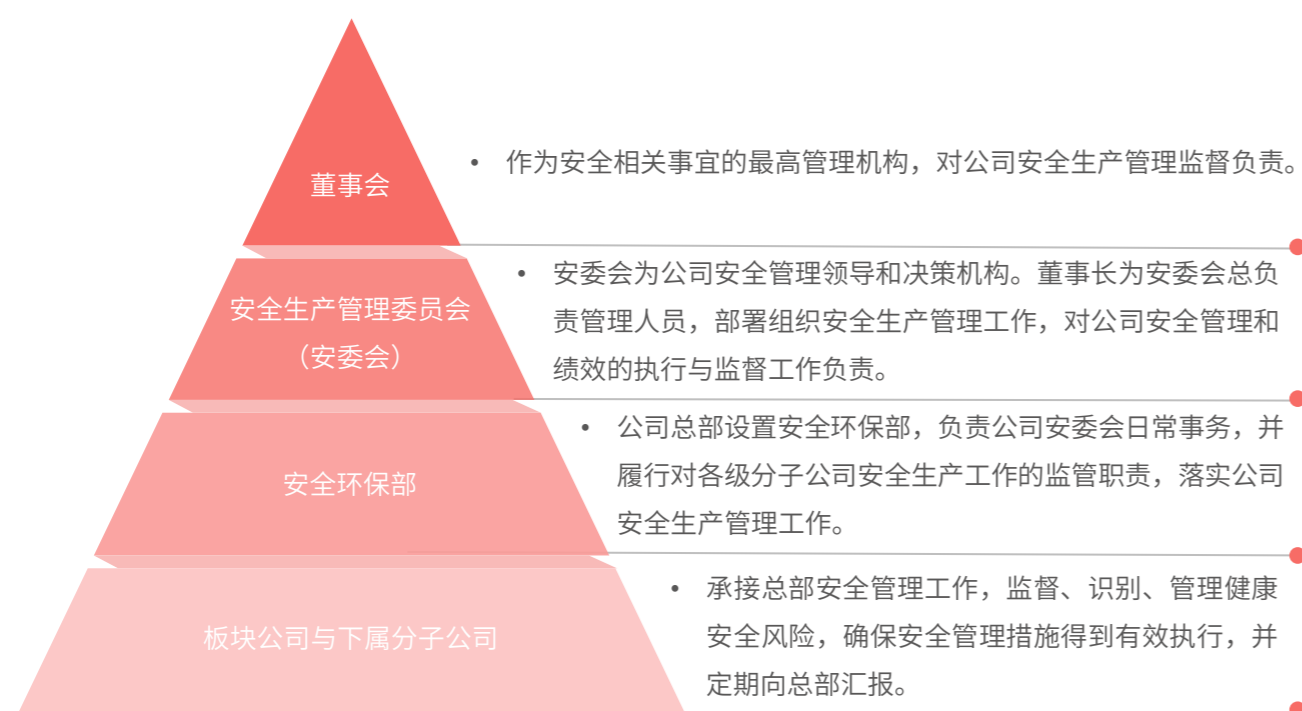 董事会
• 作为安全相关事宜的最高管理机构，对公司安全生产管理监督负责。
安全生产管理委员会
（安委会）
• 安委会为公司安全管理领导和决策机构。董事长为安委会总负
责管理人员，部署组织安全生产管理工作，对公司安全管理和
绩效的执行与监督工作负责。
安全环保部
• 公司总部设置安全环保部，负责公司安委会日常事务，并
履行对各级分子公司安全生产工作的监管职责，落实公司
安全生产管理工作。
板块公司与下属分子公司
• 承接总部安全管理工作，监督、识别、管理健康
安全风险，确保安全管理措施得到有效执行，并
定期向总部汇报。